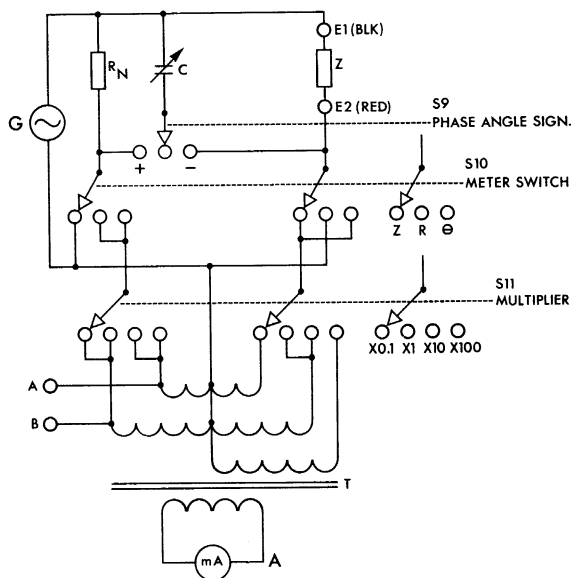 E1 (BLK)
R N
C
Z
G
E2 (RED)
S9
PHASE ANGLE SIGN.
+
−
S10
METER SWITCH
Z R Θ
S11
MULTIPLIER
X0.1 X1 X10 X100
A
B
T
mA
A